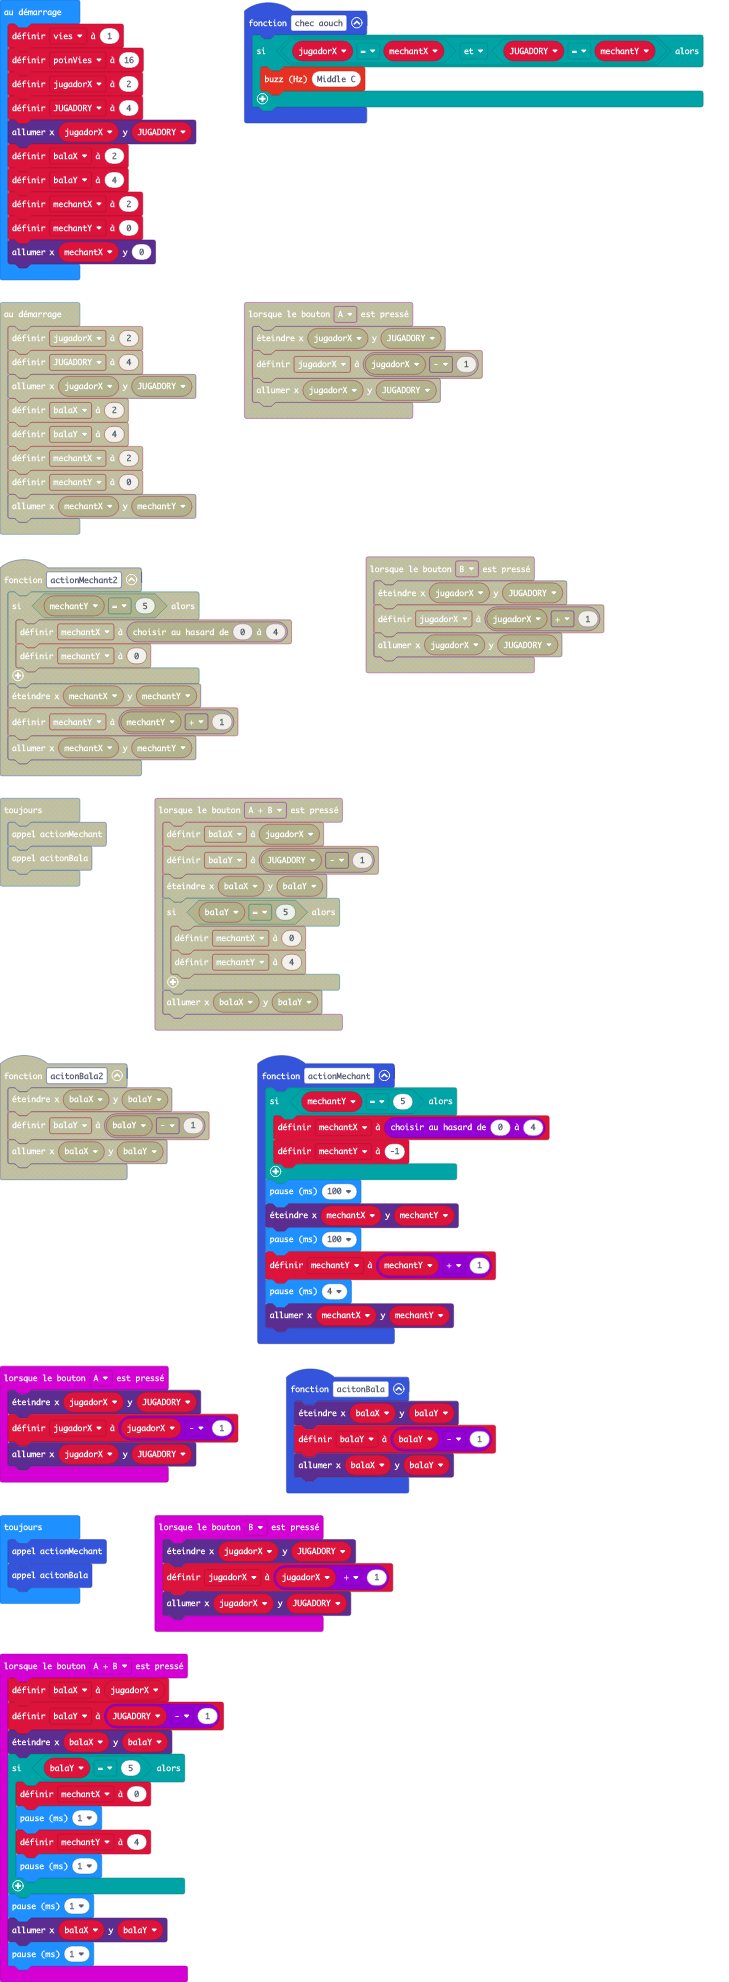 au démarrage
définir vies à 1
définir poinVies à 16
définir jugadorX à 2
définir JUGADORY à 4
allumer x jugadorX y JUGADORY
définir balaX à 2
définir balaY à 4
définir mechantX à 2
définir mechantY à 0
allumer x mechantX y 0
fonction chec aouch
si jugadorX = mechantX et JUGADORY = mechantY alors
buzz (Hz) Middle C
au démarrage
définir jugadorX à 2
définir JUGADORY à 4
allumer x jugadorX y JUGADORY
définir balaX à 2
définir balaY à 4
définir mechantX à 2
définir mechantY à 0
allumer x mechantX y mechantY
lorsque le bouton A est pressé
éteindre x jugadorX y JUGADORY
définir jugadorX à jugadorX - 1
allumer x jugadorX y JUGADORY
fonction actionMechant2
si mechantY = 5 alors
définir mechantX à choisir au hasard de 0 à 4
définir mechantY à 0
éteindre x mechantX y mechantY
définir mechantY à mechantY + 1
allumer x mechantX y mechantY
lorsque le bouton B est pressé
éteindre x jugadorX y JUGADORY
définir jugadorX à jugadorX + 1
allumer x jugadorX y JUGADORY
toujours
appel actionMechant
appel acitonBala
lorsque le bouton A + B est pressé
définir balaX à jugadorX
définir balaY à JUGADORY - 1
éteindre x balaX y balaY
si balaY = 5 alors
définir mechantX à 0
définir mechantY à 4
allumer x balaX y balaY
fonction acitonBala2
éteindre x balaX y balaY
définir balaY à balaY - 1
allumer x balaX y balaY
fonction actionMechant
si mechantY = 5 alors
définir mechantX à choisir au hasard de 0 à 4
définir mechantY à -1
pause (ms) 100
éteindre x mechantX y mechantY
pause (ms) 100
définir mechantY à mechantY + 1
pause (ms) 4
allumer x mechantX y mechantY
lorsque le bouton A est pressé
éteindre x jugadorX y JUGADORY
définir jugadorX à jugadorX - 1
allumer x jugadorX y JUGADORY
fonction acitonBala
éteindre x balaX y balaY
définir balaY à balaY - 1
allumer x balaX y balaY
toujours
appel actionMechant
appel acitonBala
lorsque le bouton B est pressé
éteindre x jugadorX y JUGADORY
définir jugadorX à jugadorX + 1
allumer x jugadorX y JUGADORY
lorsque le bouton A + B est pressé
définir balaX à jugadorX
définir balaY à JUGADORY - 1
éteindre x balaX y balaY
si balaY = 5 alors
définir mechantX à 0
pause (ms) 1
définir mechantY à 4
pause (ms) 1
pause (ms) 1
allumer x balaX y balaY
pause (ms) 1